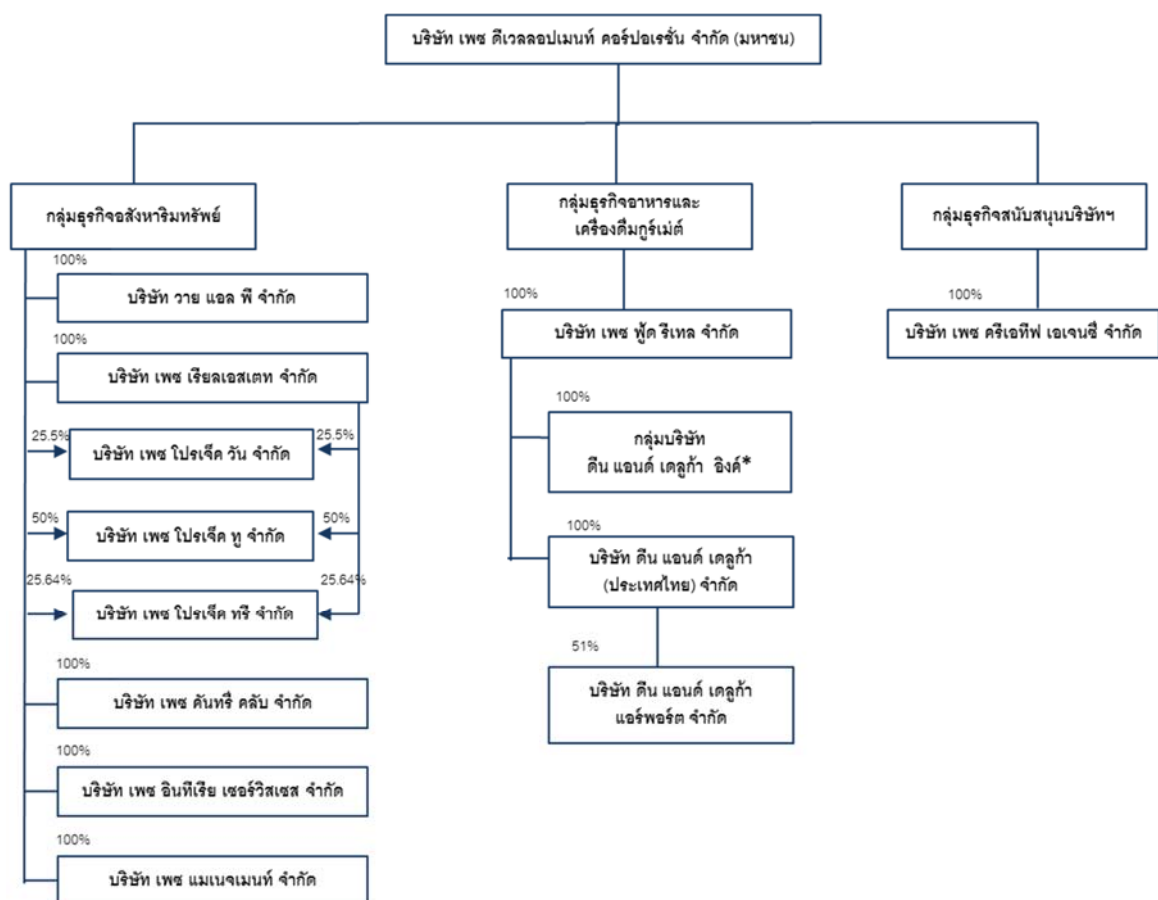 บริษัท เพซ ดีเวลลอปเมนท์ คอร์ปอเรชั่น จำกัด (มหาชน)
กลุ่มธุรกิจอสังหาริมทรัพย์
100%
บริษัท วาย แอล พี จำกัด
100%
บริษัท เพซ เรียลเอสเตท จำกัด
25.5%
25.5%
บริษัท เพซ โปรเจ็ค วัน จำกัด
50%
50%
บริษัท เพซ โปรเจ็ค ทู จำกัด
25.64%
25.64%
บริษัท เพซ โปรเจ็ค ทรี จำกัด
100%
บริษัท เพซ คันทรี่ คลับ จำกัด
100%
บริษัท เพซ อินทีเรีย เซอร์วิสเซส จำกัด
100%
บริษัท เพซ แมเนจเมนท์ จำกัด
กลุ่มธุรกิจอาหารและ
เครื่องดื่มกูร์เม่ต์
100%
บริษัท เพซ ฟู้ด รีเทล จำกัด
100%
กลุ่มบริษัท
ดีน แอนด์ เดลูก้า อิงค์*
100%
บริษัท ดีน แอนด์ เดลูก้า
(ประเทศไทย) จำกัด
51%
บริษัท ดีน แอนด์ เดลูก้า
แอร์พอร์ต จำกัด
กลุ่มธุรกิจสนับสนุนบริษัทฯ
100%
บริษัท เพซ ครีเอทีฟ เอเจนซี่ จำกัด